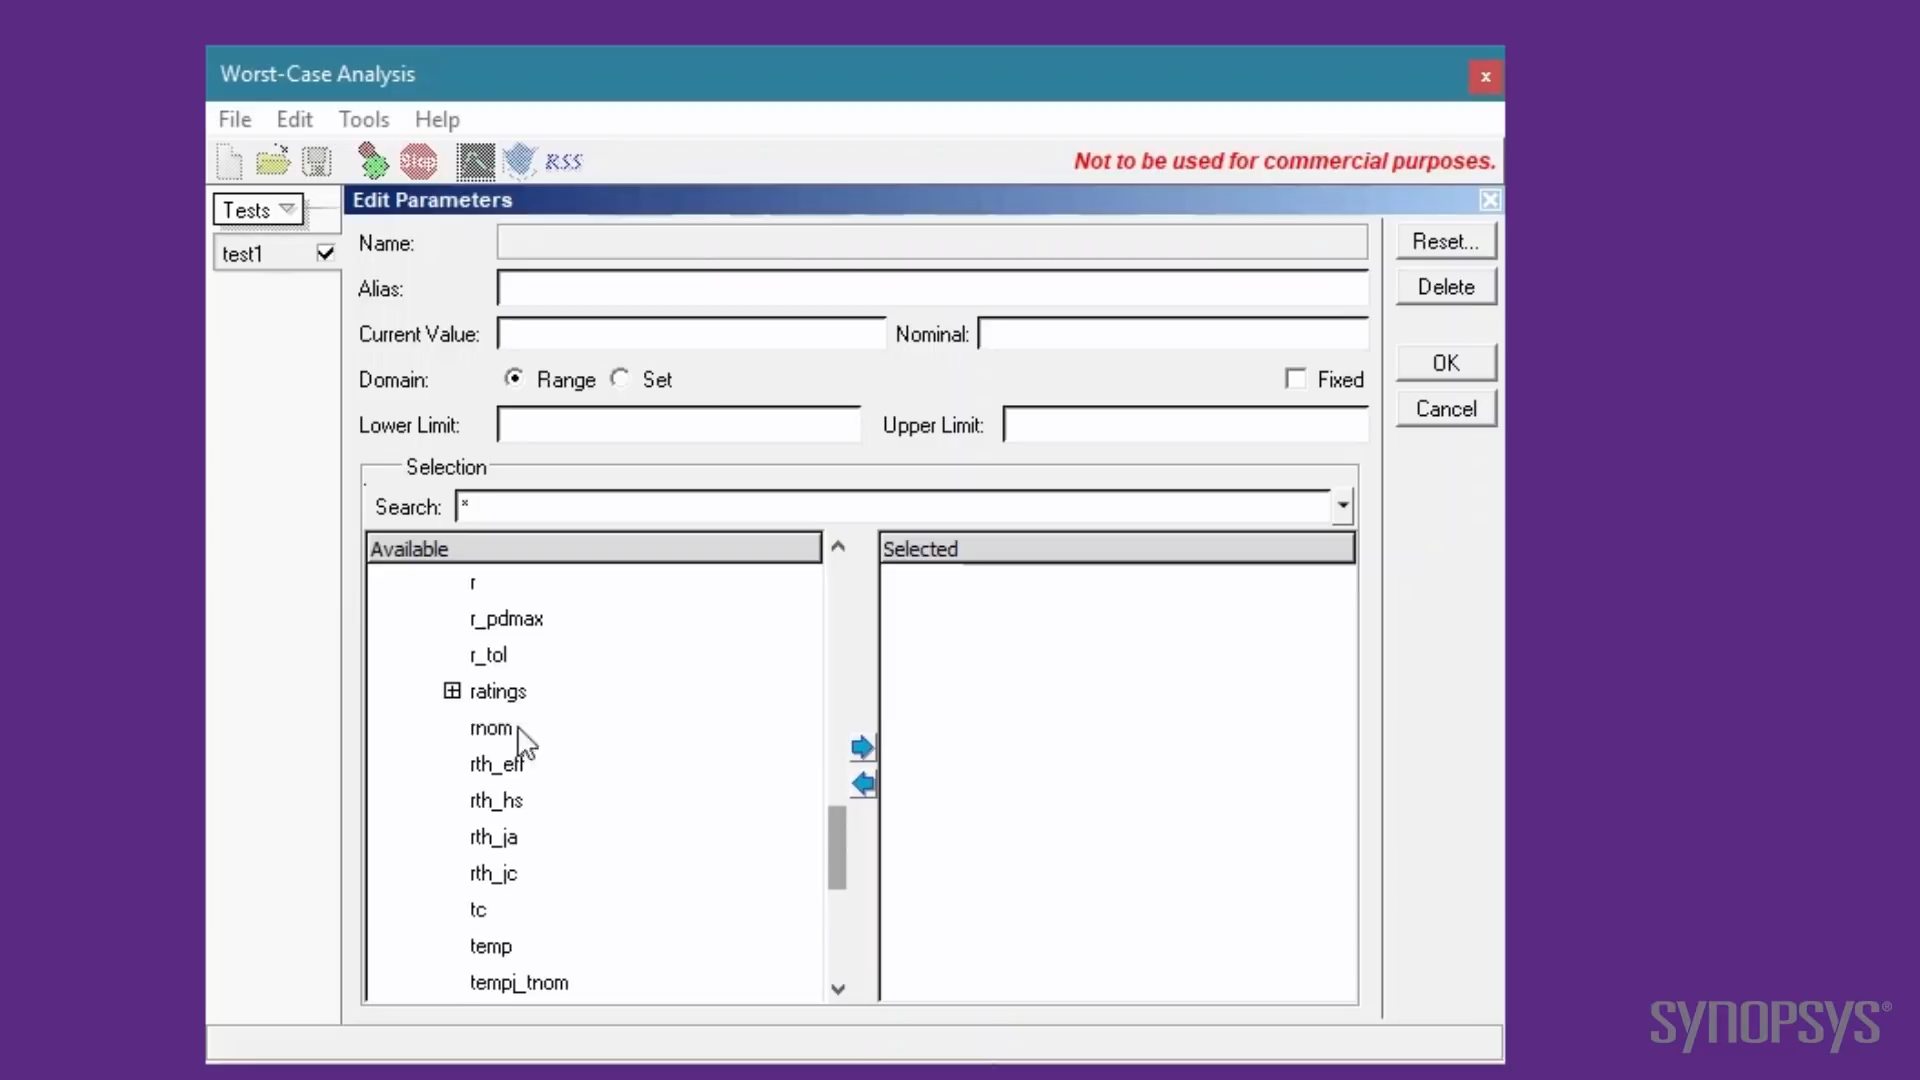 Worst-Case Analysis
x
File Edit Tools Help
Stop RSS Not to be used for commercial purposes.
Tests Edit Parameters
test1
Name: Reset...
Alias: Delete
Current Value: Nominal:
OK
Domain: Range Set Fixed
Cancel
Lower Limit: Upper Limit:
Selection
Search: *
Available Selected
r
r_pdmax
r_tol
ratings
rnom
rth_eff
rth_hs
rth_ja
rth_jc
tc
temp
tempj_tnom
SYNOPSYS®